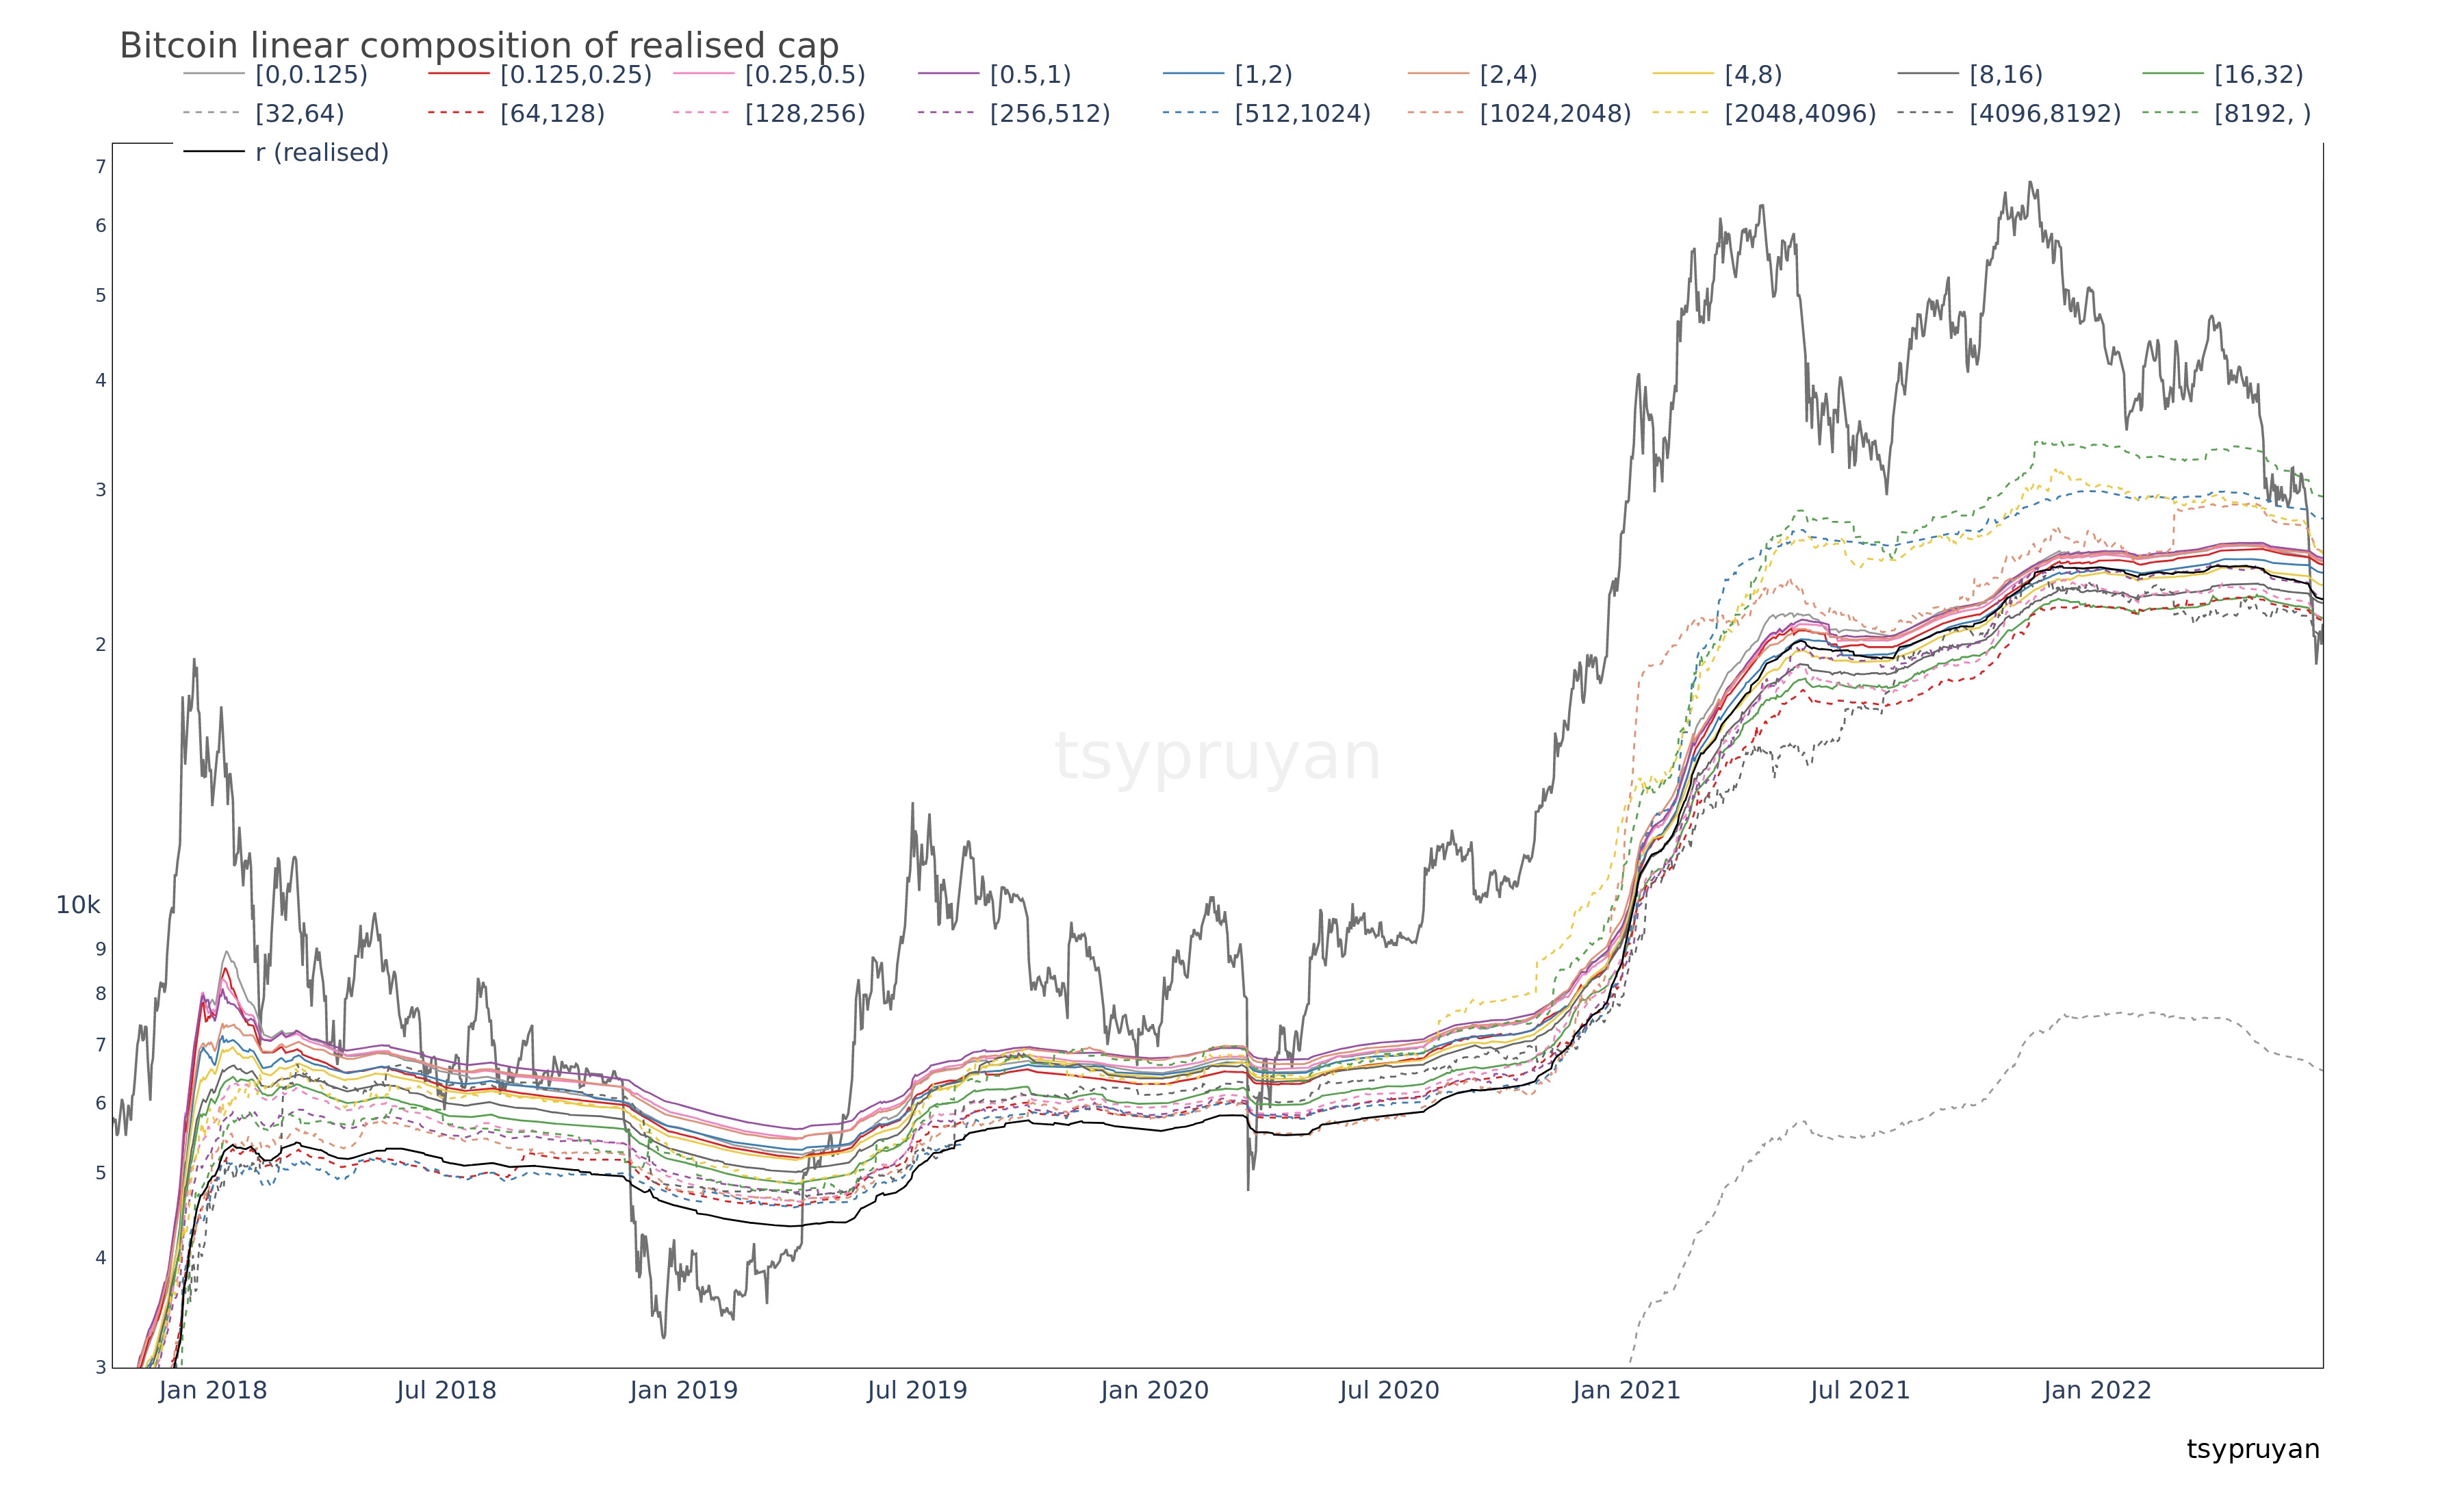 Bitcoin linear composition of realised cap
[0,0.125) [0.125,0.25) [0.25,0.5) [0.5,1) [1,2) [2,4) [4,8) [8,16) [16,32)
[32,64) [64,128) [128,256) [256,512) [512,1024) [1024,2048) [2048,4096) [4096,8192) [8192, )
r (realised)
7
6
5
4
3
2
tsypruyan
10k
9
8
7
6
5
4
3
Jan 2018 Jul 2018 Jan 2019 Jul 2019 Jan 2020 Jul 2020 Jan 2021 Jul 2021 Jan 2022
tsypruyan